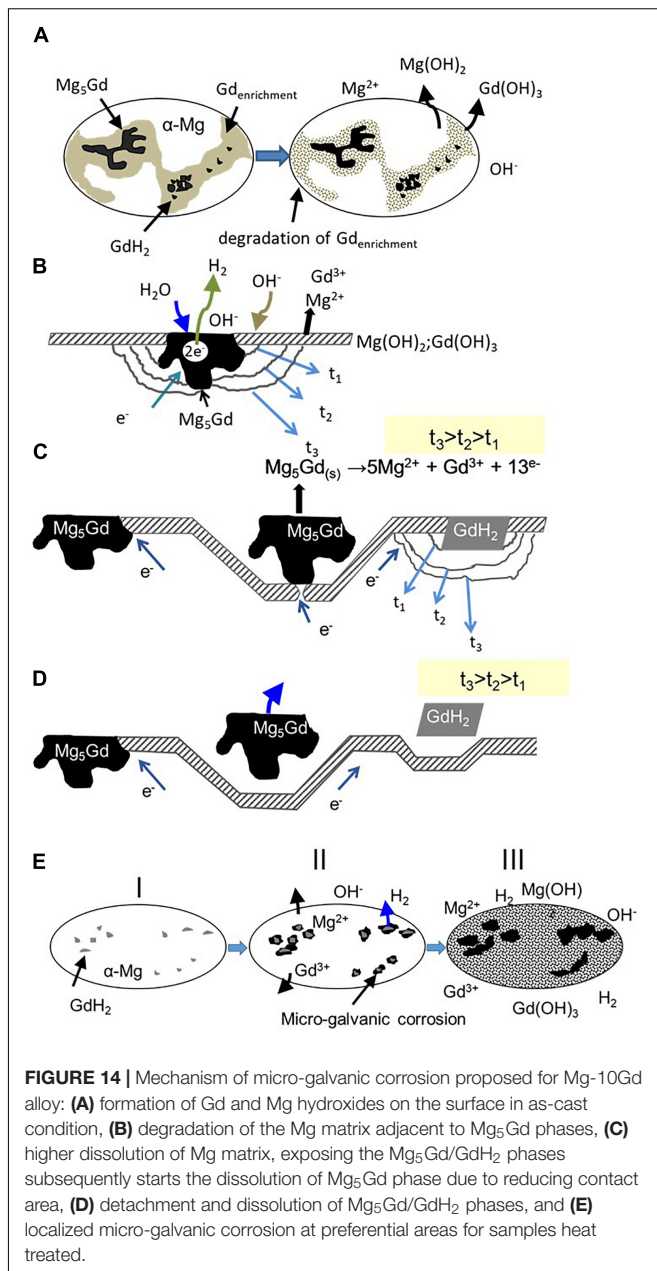 A
Mg5Gd
α-Mg
Gdenrichment
GdH2
Mg2+
Mg(OH)2
Gd(OH)3
OH-
degradation of Gdenrichment
B
H2O
H2
OH-
OH-
Gd3+
Mg2+
2e-
Mg(OH)2;Gd(OH)3
t1
t2
t3
e-
Mg5Gd
t3>t2>t1
C
Mg5Gd(s) →5Mg2+ + Gd3+ + 13e-
Mg5Gd
Mg5Gd
GdH2
e-
e-
e-
t1
t2
t3
D
t3>t2>t1
GdH2
Mg5Gd
Mg5Gd
e-
e-
E
I
II
III
α-Mg
GdH2
OH-
H2
Mg2+
Gd3+
Micro-galvanic corrosion
Mg2+
H2
Mg(OH)
2
OH-
Gd3+
Gd(OH)3
H2
FIGURE 14 | Mechanism of micro-galvanic corrosion proposed for Mg-10Gd
alloy: (A) formation of Gd and Mg hydroxides on the surface in as-cast
condition, (B) degradation of the Mg matrix adjacent to Mg5Gd phases, (C)
higher dissolution of Mg matrix, exposing the Mg5Gd/GdH2 phases
subsequently starts the dissolution of Mg5Gd phase due to reducing contact
area, (D) detachment and dissolution of Mg5Gd/GdH2 phases, and (E)
localized micro-galvanic corrosion at preferential areas for samples heat
treated.